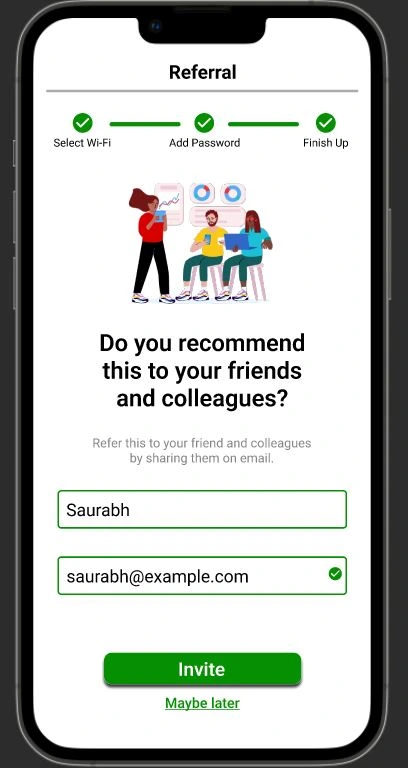 Referral
Select Wi-Fi
Add Password
Finish Up
Do you recommend
this to your friends
and colleagues?
Refer this to your friend and colleagues
by sharing them on email.
Saurabh
saurabh@example.com
Invite
Maybe later